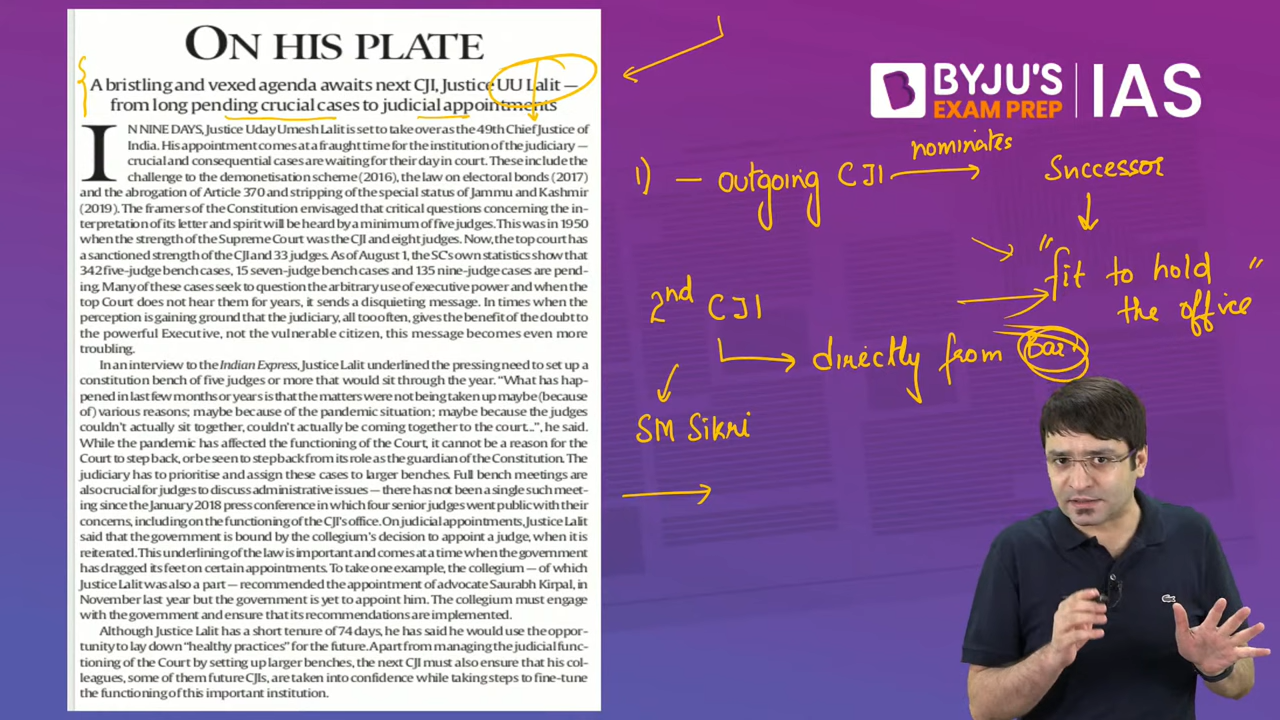 ON HIS PLATE
A bristling and vexed agenda awaits next CJI, Justice UU Lalit —
from long pending crucial cases to judicial appointments
IN NINE DAYS, Justice Uday Umesh Lalit is set to take over as the 49th Chief Justice of
India. His appointment comes at a fraught time for the institution of the judiciary —
crucial and consequential cases are waiting for their day in court. These include the
challenge to the demonetisation scheme (2016), the law on electoral bonds (2017)
and the abrogation of Article 370 and stripping of the special status of Jammu and Kashmir
(2019). The framers of the Constitution envisaged that critical questions concerning the in-
terpretation of its letter and spirit will be heard by a minimum of five judges. This was in 1950
when the strength of the Supreme Court was the CJI and eight judges. Now, the top court has
a sanctioned strength of the CJI and 33 judges. As of August 1, the SC's own statistics show that
342 five-judge bench cases, 15 seven-judge bench cases and 135 nine-judge cases are pend-
ing. Many of these cases seek to question the arbitrary use of executive power and when the
top Court does not hear them for years, it sends a disquieting message. In times when the
perception is gaining ground that the judiciary, all too often, gives the benefit of the doubt to
the powerful Executive, not the vulnerable citizen, this message becomes even more
troubling.
In an interview to the Indian Express, Justice Lalit underlined the pressing need to set up a
constitution bench of five judges or more that would sit through the year. "What has hap-
pened in last few months or years is that the matters were not being taken up maybe (because
of) various reasons; maybe because of the pandemic situation; maybe because the judges
couldn't actually sit together, couldn't actually be coming together to the court...", he said.
While the pandemic has affected the functioning of the Court, it cannot be a reason for the
Court to step back, or be seen to step back from its role as the guardian of the Constitution. The
judiciary has to prioritise and assign these cases to larger benches. Full bench meetings are
also crucial for judges to discuss administrative issues — there has not been a single such meet-
ing since the January 2018 press conference in which four senior judges went public with their
concerns, including on the functioning of the CJI's office. On judicial appointments, Justice Lalit
said that the government is bound by the collegium's decision to appoint a judge, when it is
reiterated. This underlining of the law is important and comes at a time when the government
has dragged its feet on certain appointments. To take one example, the collegium — of which
Justice Lalit was also a part — recommended the appointment of advocate Saurabh Kirpal, in
November last year but the government is yet to appoint him. The collegium must engage
with the government and ensure that its recommendations are implemented.
Although Justice Lalit has a short tenure of 74 days, he has said he would use the oppor-
tunity to lay down "healthy practices" for the future. Apart from managing the judicial func-
tioning of the Court by setting up larger benches, the next CJI must also ensure that his col-
leagues, some of them future CJIs, are taken into confidence while taking steps to fine-tune
the functioning of this important institution.
BYJU'S
EXAM PREP
IAS
1) — outgoing CJI nominates Successor
"fit to hold
the office"
2nd CJI
directly from Bar
SM Sikri